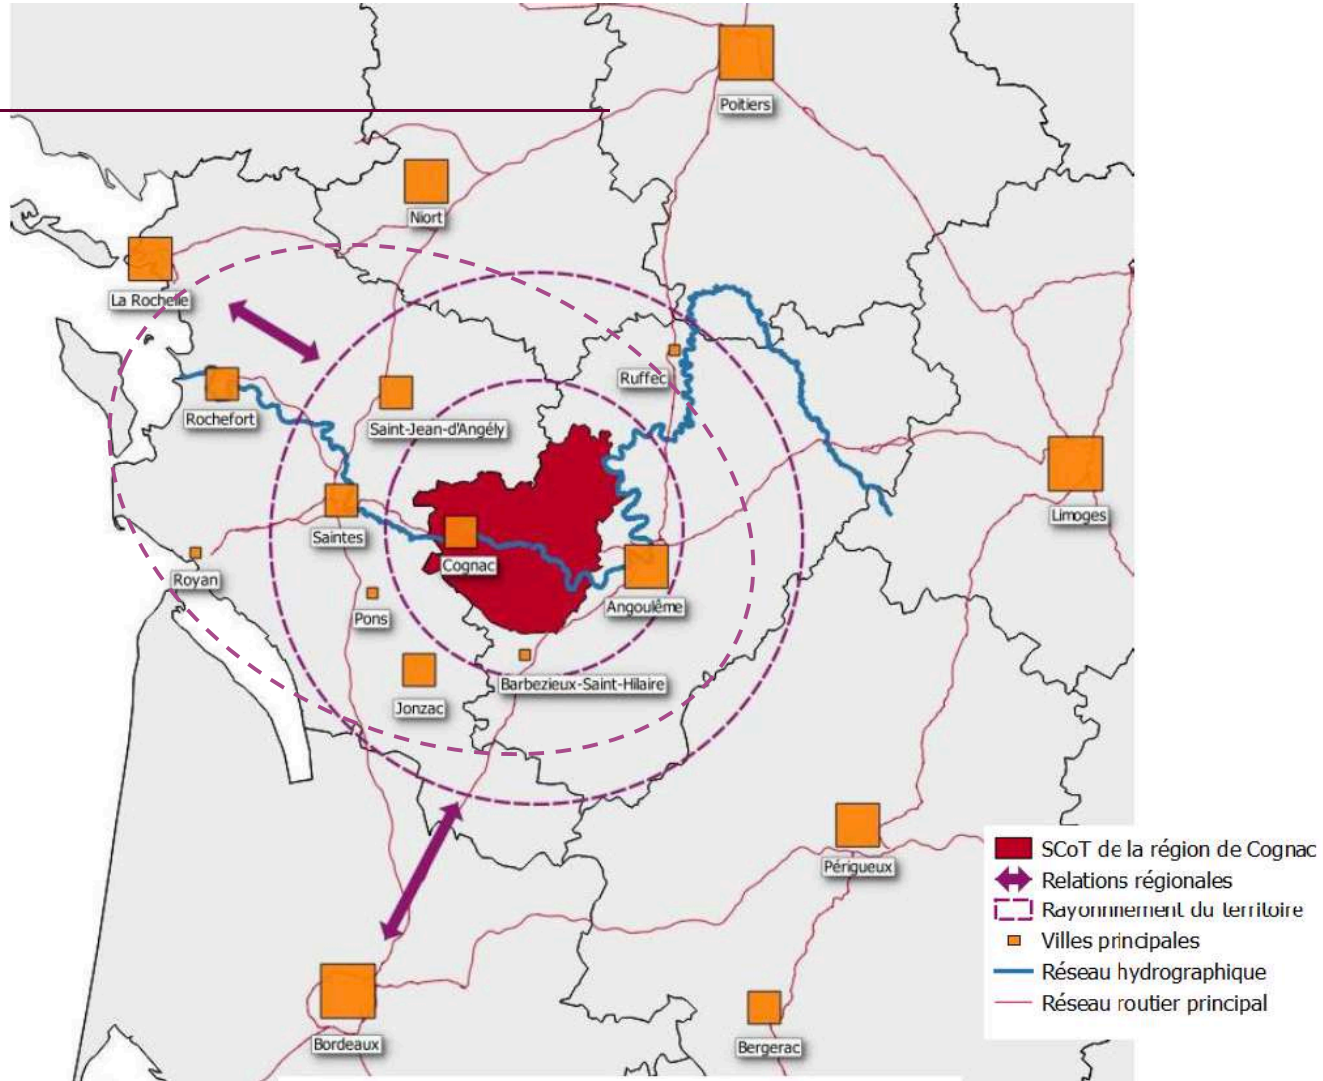 Poitiers
Niort
La Rochelle
Ruffec
Rochefort
Saint-Jean-d'Angély
Limoges
Saintes
Cognac
Royan
Angoulême
Pons
Barbezieux-Saint-Hilaire
Jonzac
Périgueux
Bordeaux
Bergerac
SCoT de la région de Cognac
Relations régionales
Rayonnement du territoire
Villes principales
Réseau hydrographique
Réseau routier principal